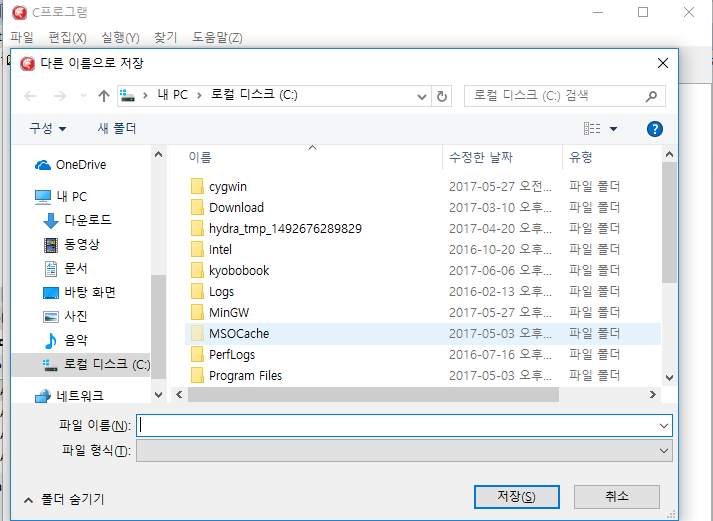 C프로그램
파일 편집(X) 실행(Y) 찾기 도움말(Z)
다른 이름으로 저장
내 PC > 로컬 디스크 (C:)
로컬 디스크 (C:) 검색
구성 새 폴더
OneDrive
내 PC
다운로드
동영상
문서
바탕 화면
사진
음악
로컬 디스크 (C:)
네트워크
이름 수정한 날짜 유형
cygwin 2017-05-27 오전... 파일 폴더
Download 2017-03-10 오후... 파일 폴더
hydra_tmp_1492676289829 2017-04-20 오후... 파일 폴더
Intel 2016-10-20 오후... 파일 폴더
kyobobook 2017-06-06 오후... 파일 폴더
Logs 2016-02-13 오후... 파일 폴더
MinGW 2017-05-27 오후... 파일 폴더
MSOCache 2017-05-03 오후... 파일 폴더
PerfLogs 2016-07-16 오후... 파일 폴더
Program Files 2017-05-03 오후... 파일 폴더
파일 이름(N):
파일 형식(T):
폴더 숨기기
저장(S) 취소